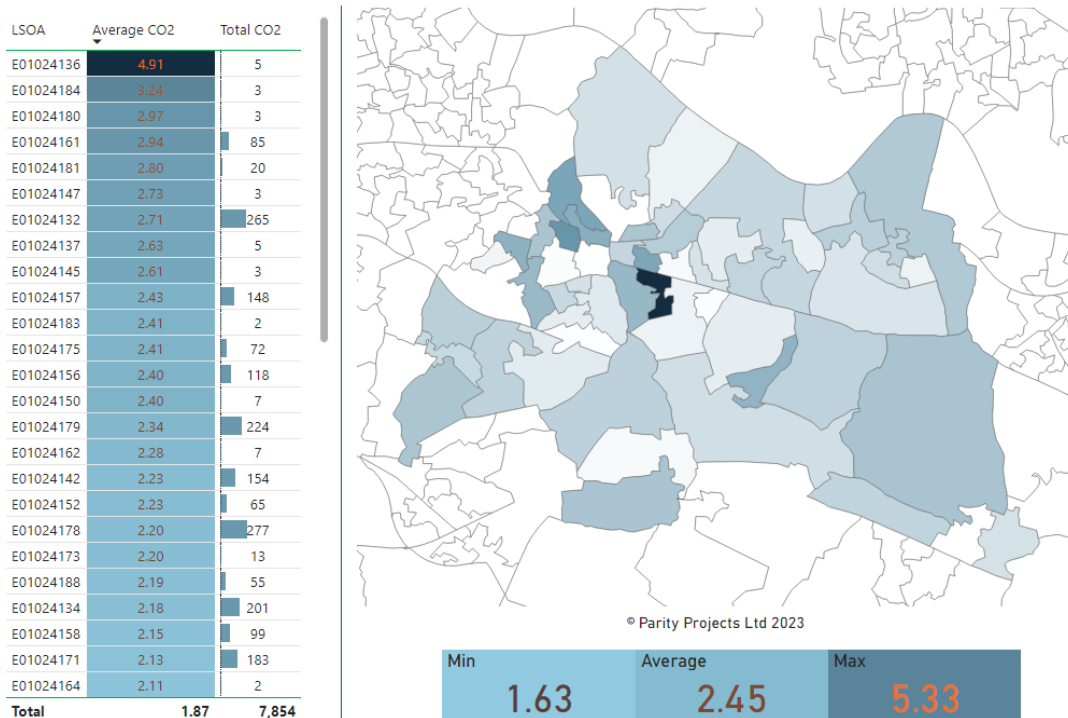 LSOA Average CO2 Total CO2
E01024136 4.91 5
E01024184 3.24 3
E01024180 2.97 3
E01024161 2.94 85
E01024181 2.80 20
E01024147 2.73 3
E01024132 2.71 265
E01024137 2.63 5
E01024145 2.61 3
E01024157 2.43 148
E01024183 2.41 2
E01024175 2.41 72
E01024156 2.40 118
E01024150 2.40 7
E01024179 2.34 224
E01024162 2.28 7
E01024142 2.23 154
E01024152 2.23 65
E01024178 2.20 277
E01024173 2.20 13
E01024188 2.19 55
E01024134 2.18 201
E01024158 2.15 99
E01024171 2.13 183
E01024164 2.11 2
Total 1.87 7,854
© Parity Projects Ltd 2023
Min Average Max
1.63 2.45 5.33